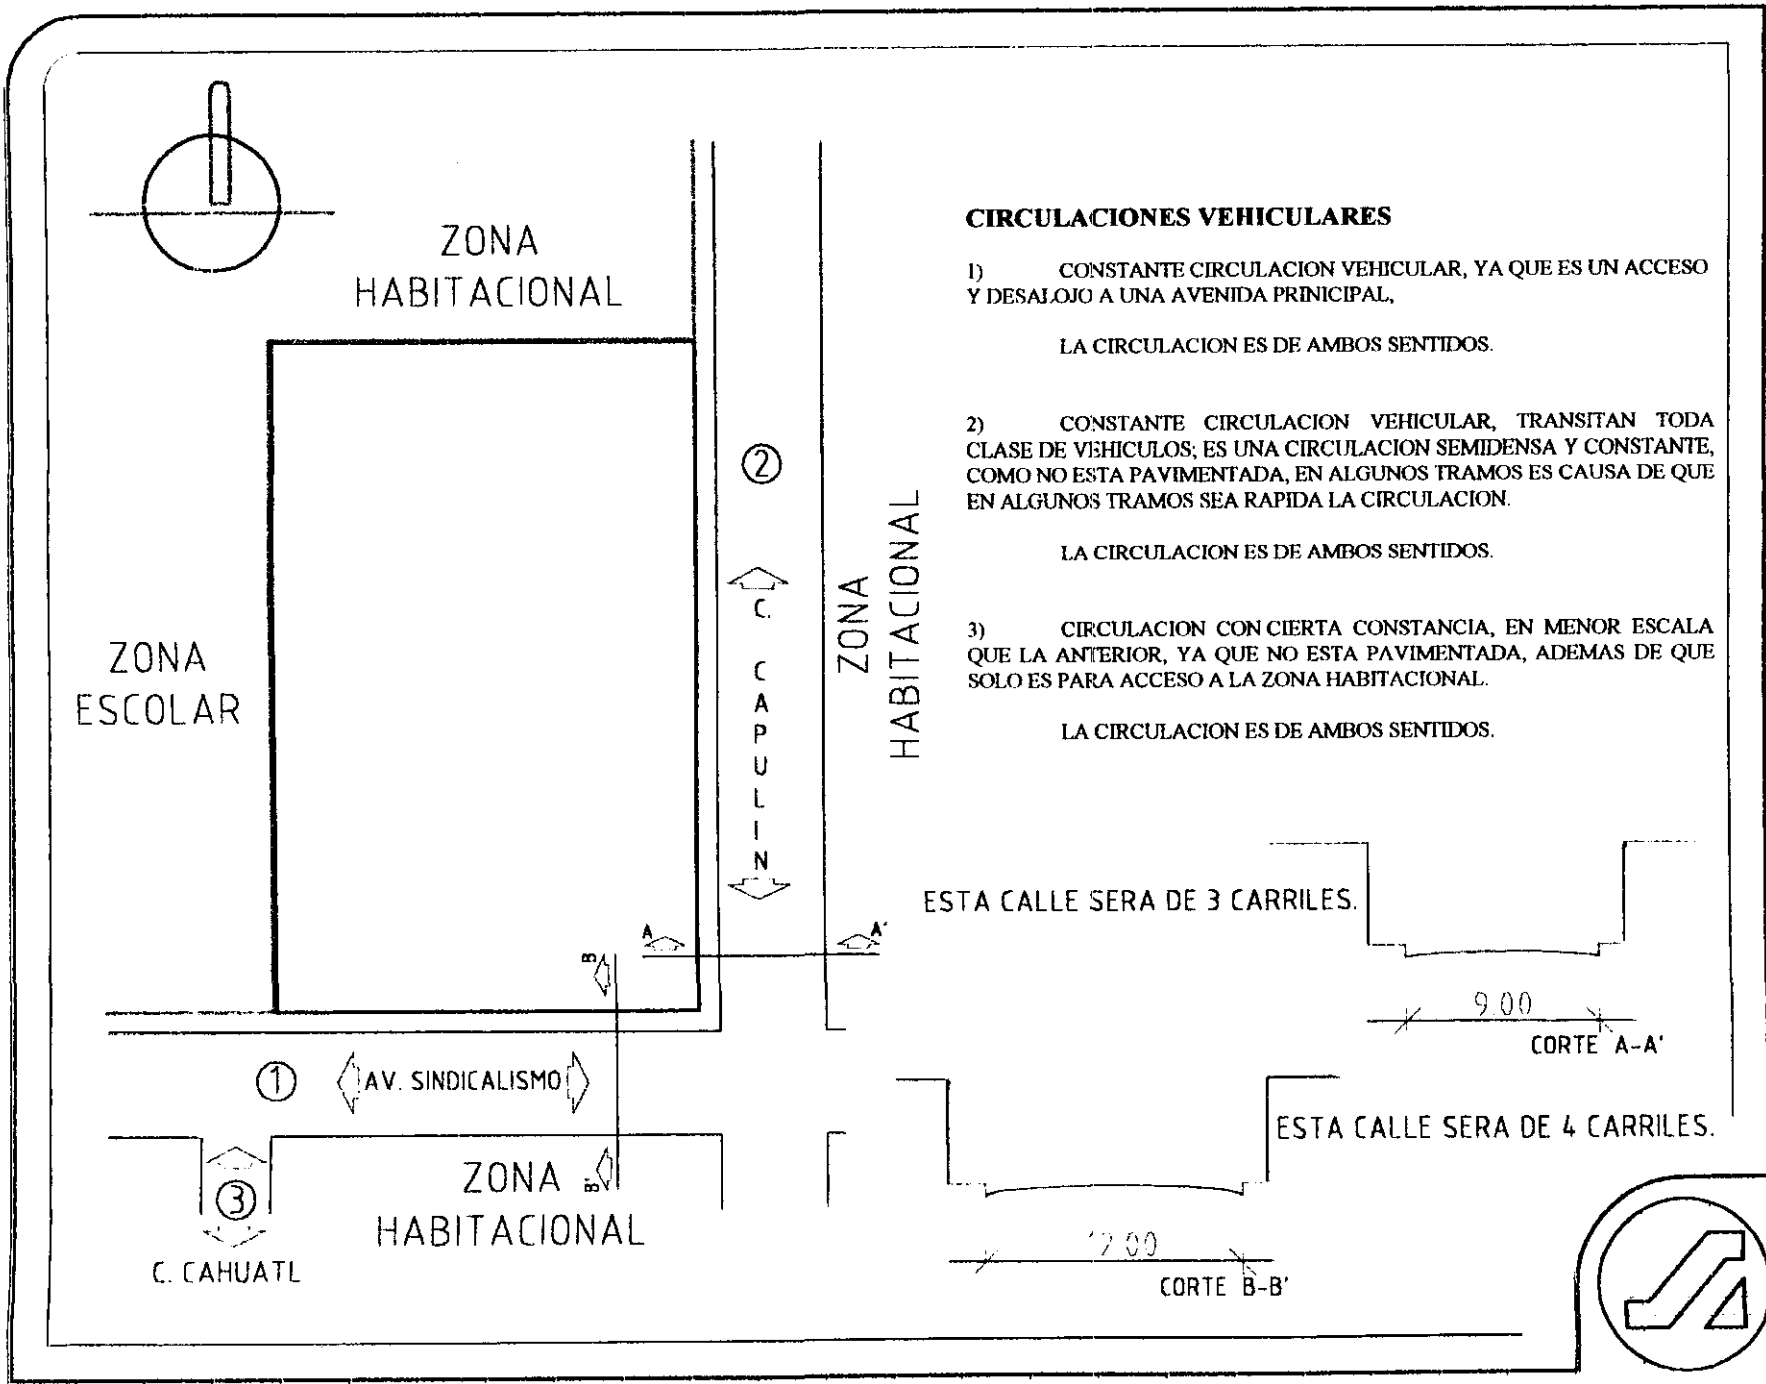 ZONA
HABITACIONAL
CIRCULACIONES VEHICULARES
1) CONSTANTE CIRCULACION VEHICULAR, YA QUE ES UN ACCESO
Y DESALOJO A UNA AVENIDA PRINICIPAL,
LA CIRCULACION ES DE AMBOS SENTIDOS.
2) CONSTANTE CIRCULACION VEHICULAR, TRANSITAN TODA
CLASE DE VEHICULOS; ES UNA CIRCULACION SEMIDENSA Y CONSTANTE,
COMO NO ESTA PAVIMENTADA, EN ALGUNOS TRAMOS ES CAUSA DE QUE
EN ALGUNOS TRAMOS SEA RAPIDA LA CIRCULACION.
LA CIRCULACION ES DE AMBOS SENTIDOS.
3) CIRCULACION CON CIERTA CONSTANCIA, EN MENOR ESCALA
QUE LA ANTERIOR, YA QUE NO ESTA PAVIMENTADA, ADEMAS DE QUE
SOLO ES PARA ACCESO A LA ZONA HABITACIONAL.
LA CIRCULACION ES DE AMBOS SENTIDOS.
2
C. CAPULIN
ZONA
HABITACIONAL
ZONA
ESCOLAR
A
A'
B
ESTA CALLE SERA DE 3 CARRILES.
9.00
CORTE A-A'
1
AV. SINDICALISMO
ESTA CALLE SERA DE 4 CARRILES.
3
C. CAHUATL
ZONA
HABITACIONAL
B'
12.00
CORTE B-B'